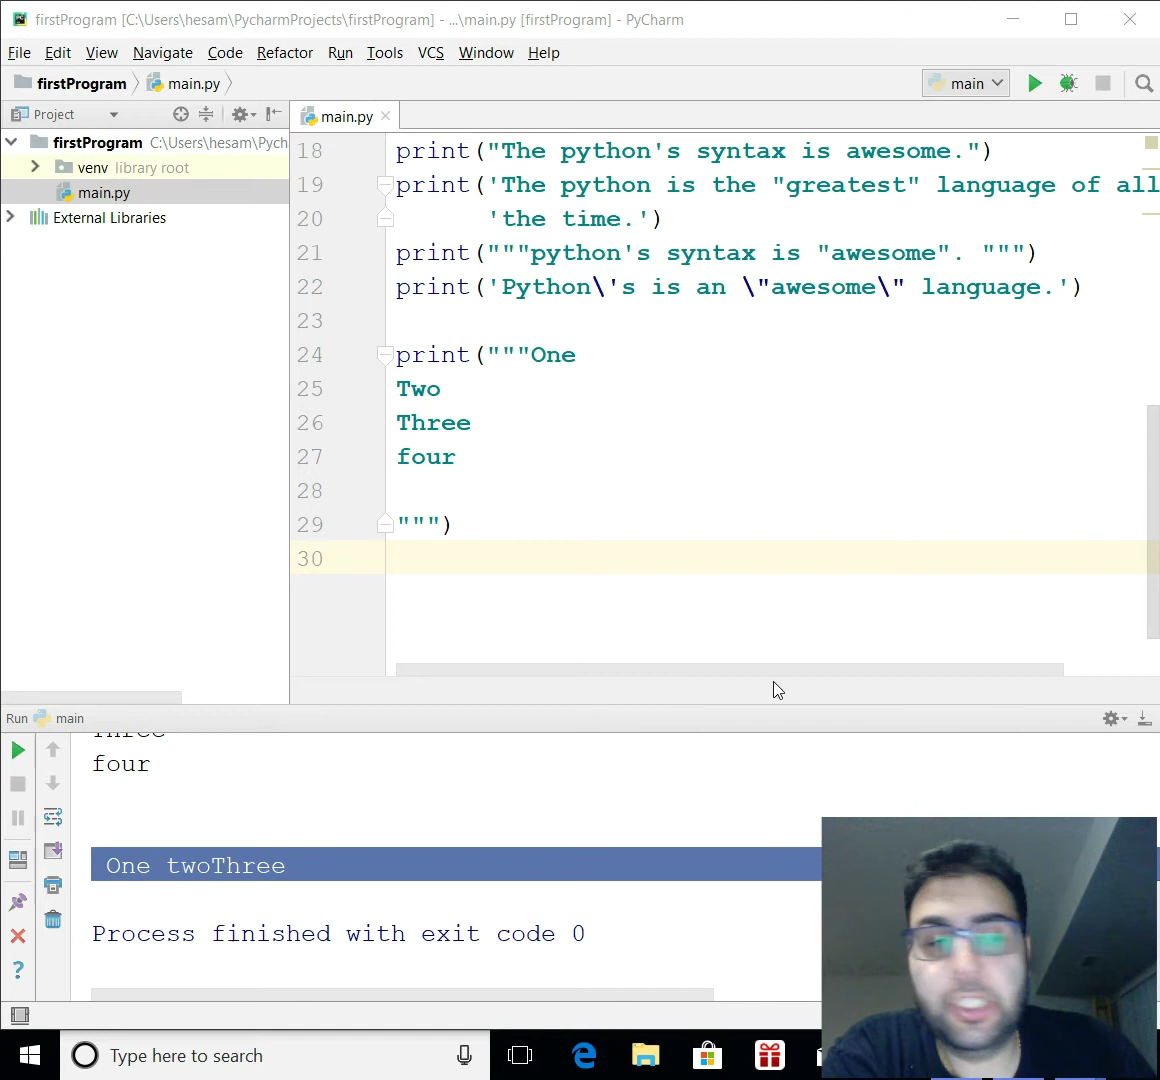 firstProgram [C:\Users\hesam\PycharmProjects\firstProgram] - ...\main.py [firstProgram] - PyCharm
File Edit View Navigate Code Refactor Run Tools VCS Window Help
firstProgram main.py main
Project main.py
firstProgram C:\Users\hesam\Pych
venv library root
main.py
External Libraries
18 print("The python's syntax is awesome.")
19 print('The python is the "greatest" language of all
20 'the time.')
21 print("""python's syntax is "awesome". """)
22 print('Python\'s is an \"awesome\" language.')
23
24 print("""One
25 Two
26 Three
27 four
28
29 """)
30
Run main
Three
four
One twoThree
Process finished with exit code 0
Type here to search